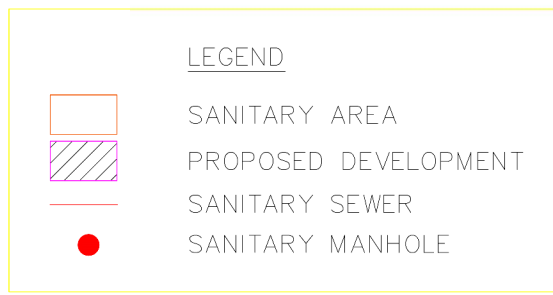 LEGEND
SANITARY AREA
PROPOSED DEVELOPMENT
SANITARY SEWER
SANITARY MANHOLE